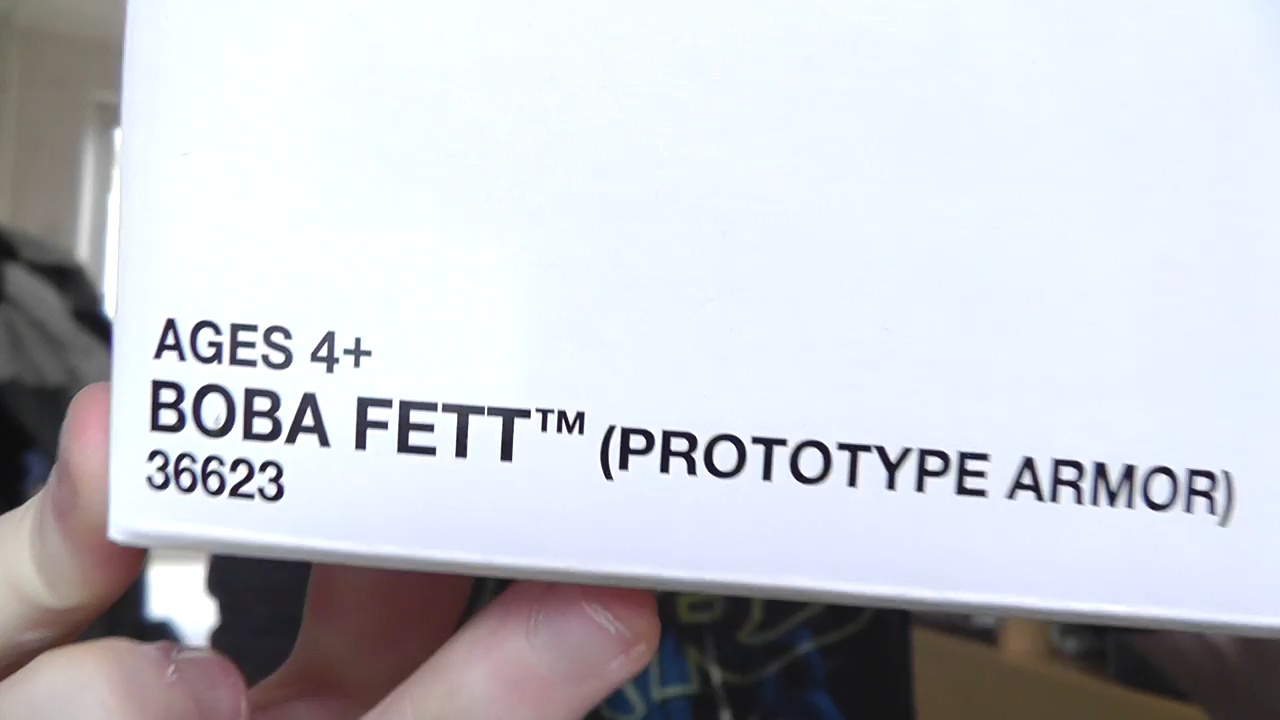 AGES 4+
BOBA FETT™ (PROTOTYPE ARMOR)
36623